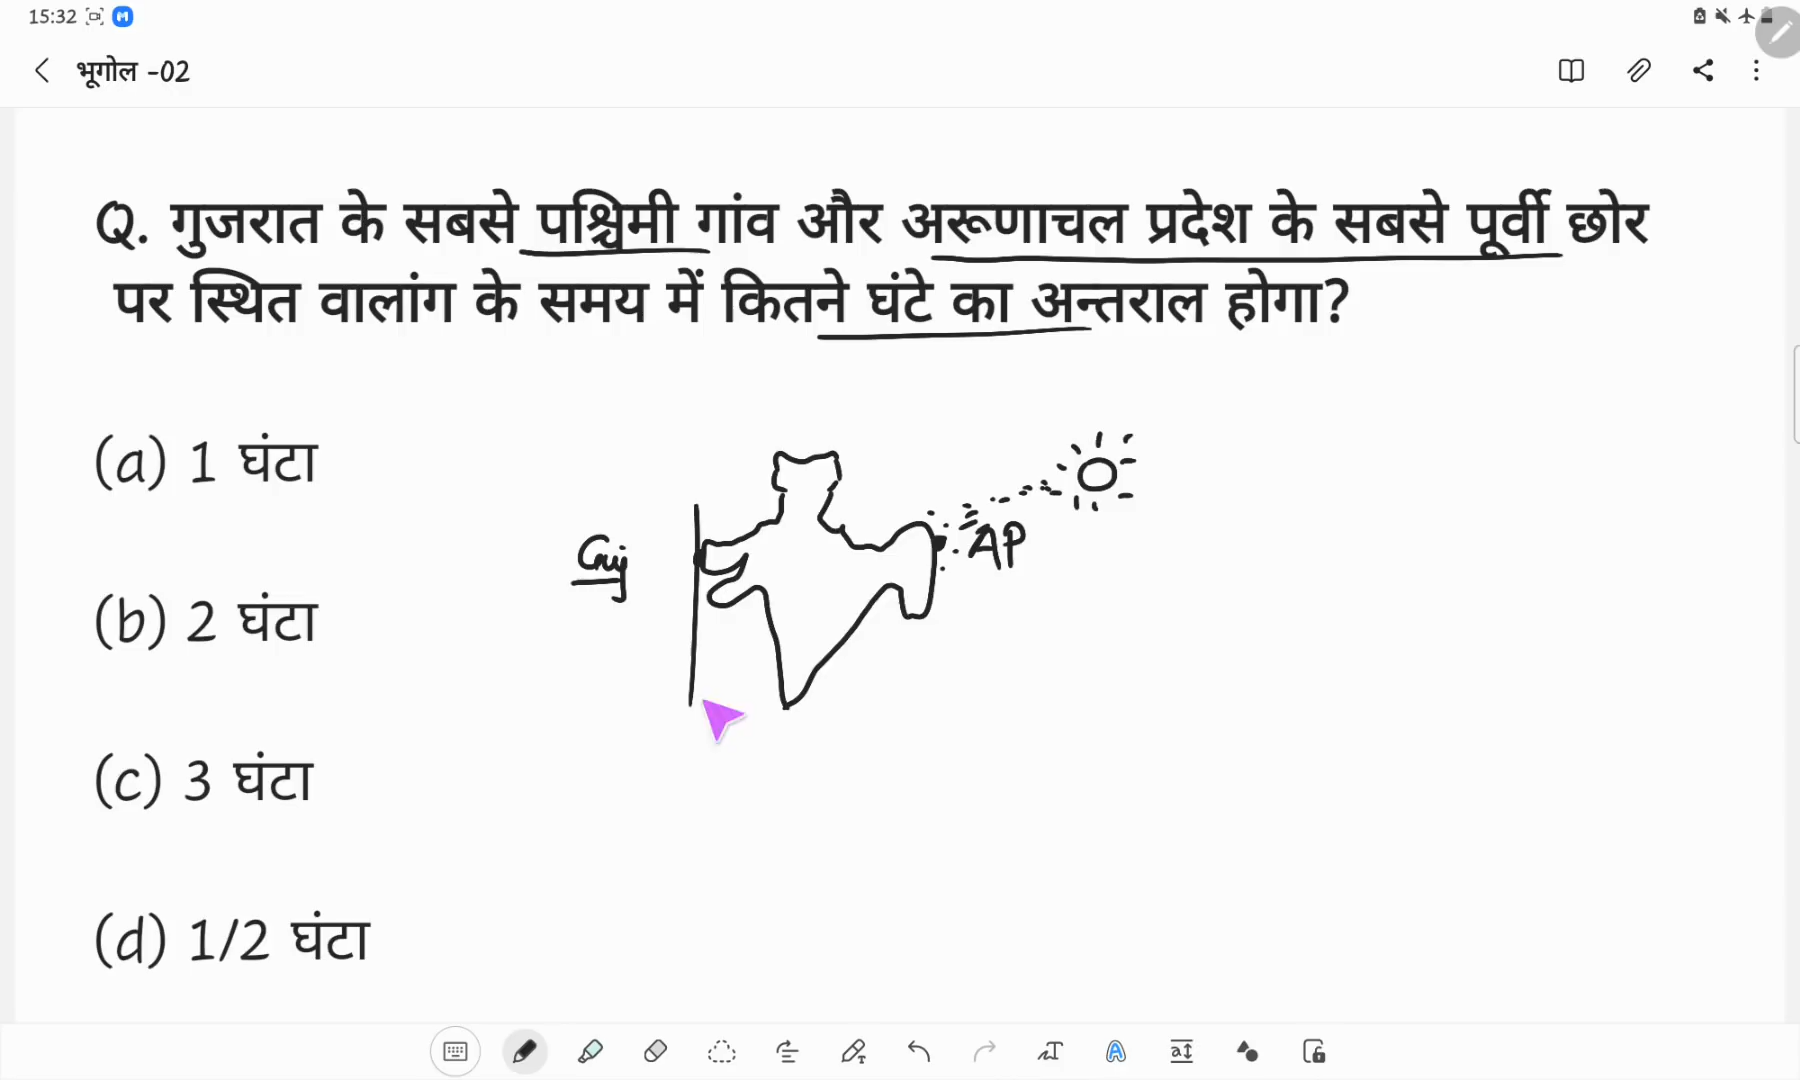 15:32
भूगोल -02
Q. गुजरात के सबसे पश्चिमी गांव और अरूणाचल प्रदेश के सबसे पूर्वी छोर
पर स्थित वालांग के समय में कितने घंटे का अन्तराल होगा?
(a) 1 घंटा
Guj
AP
(b) 2 घंटा
(c) 3 घंटा
(d) 1/2 घंटा